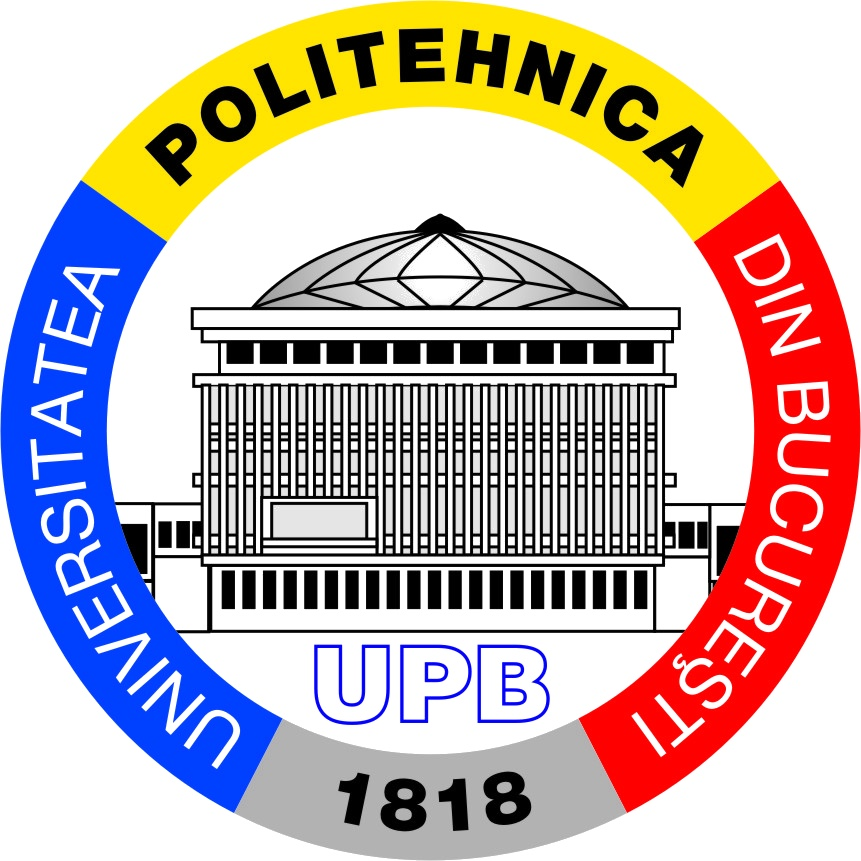 UNIVERSITATEA
POLITEHNICA
DIN BUCUREŞTI
UPB
1818